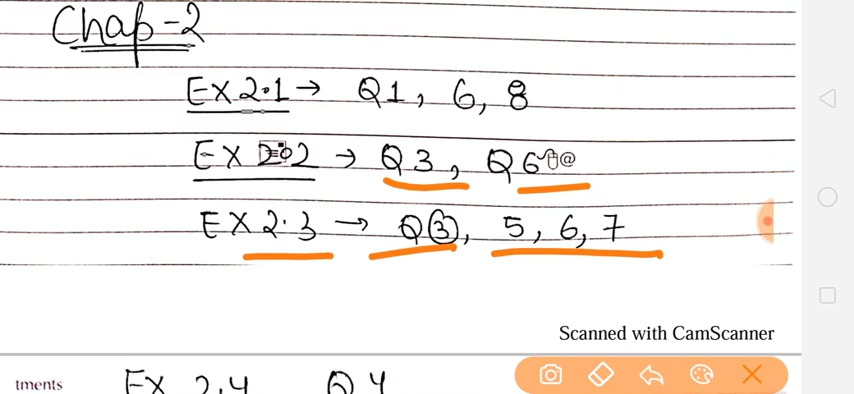 Chap-2
Ex 2.1 → Q1, 6, 8
Ex 2.2 → Q3, Q6
Ex 2.3 → Q3, 5, 6, 7
Scanned with CamScanner
tments Ex 2.4 Q4